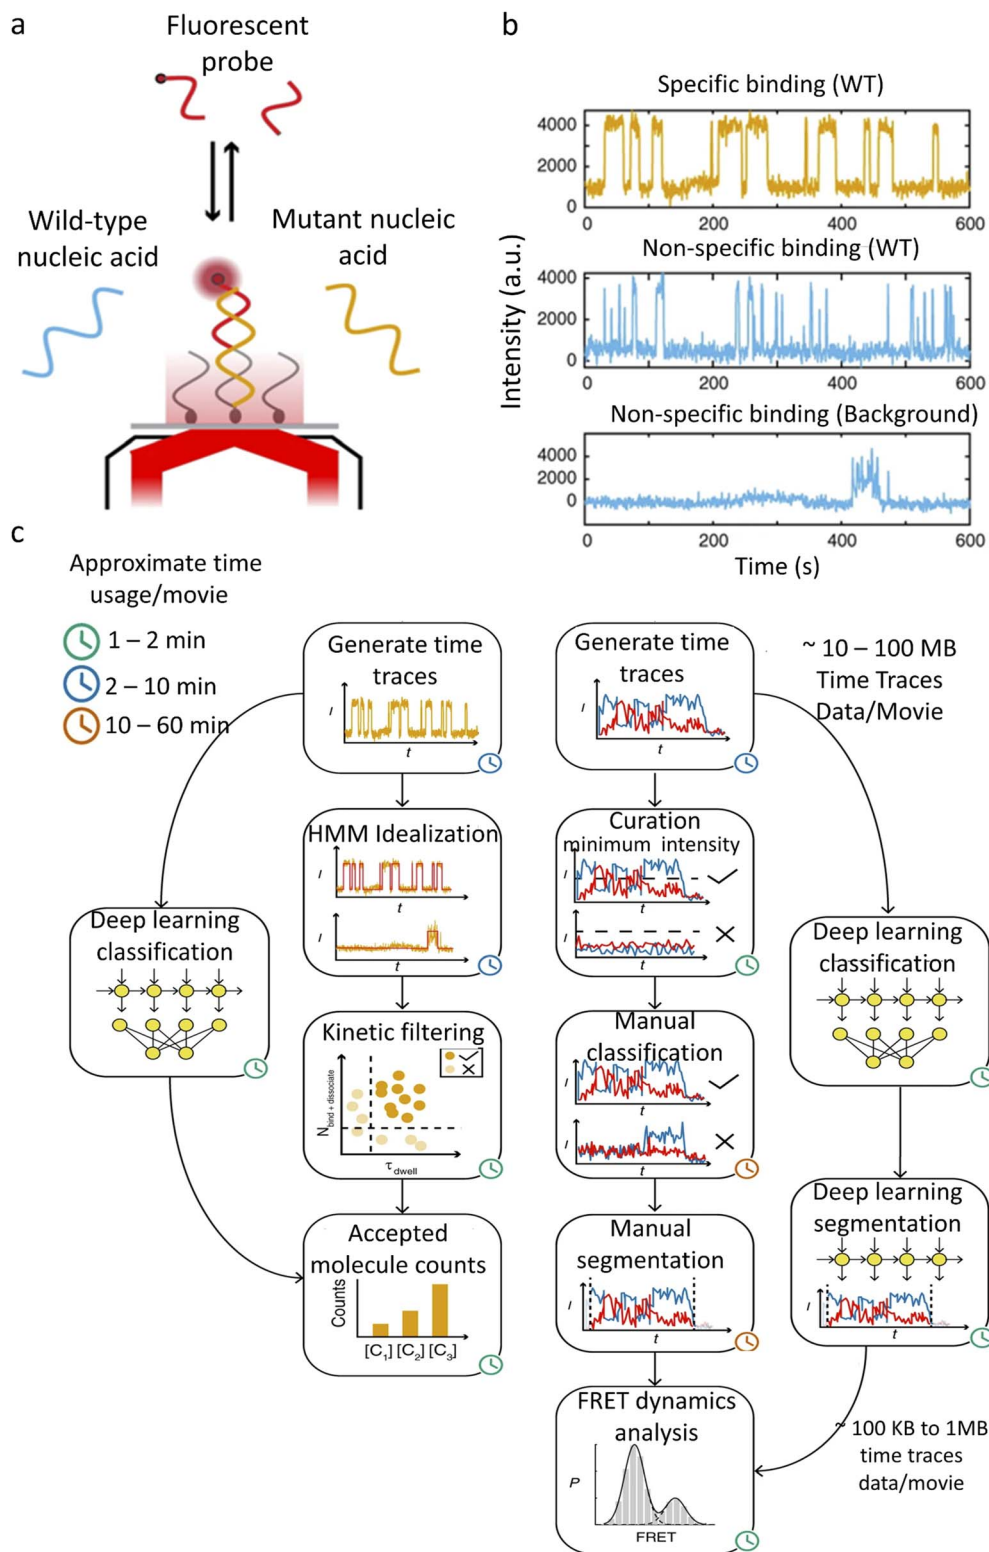 a
Fluorescent
probe
Wild-type
nucleic acid
Mutant nucleic
acid
b
Specific binding (WT)
4000
2000
0
0
200
400
600
Non-specific binding (WT)
4000
2000
0
0
200
400
600
Non-specific binding (Background)
4000
2000
0
0
200
400
600
Intensity (a.u.)
Time (s)
c
Approximate time
usage/movie
1 – 2 min
2 – 10 min
10 – 60 min
Generate time
traces
I
t
HMM Idealization
I
t
I
t
Deep learning
classification
Kinetic filtering
N bind + dissociate
τ dwell
Accepted
molecule counts
Counts
[C1] [C2] [C3]
Generate time
traces
I
t
~ 10 – 100 MB
Time Traces
Data/Movie
Curation
minimum intensity
I
t
I
t
Manual
classification
I
t
I
t
Manual
segmentation
I
t
Deep learning
classification
Deep learning
segmentation
I
t
FRET dynamics
analysis
P
FRET
~ 100 KB to 1MB
time traces
data/movie